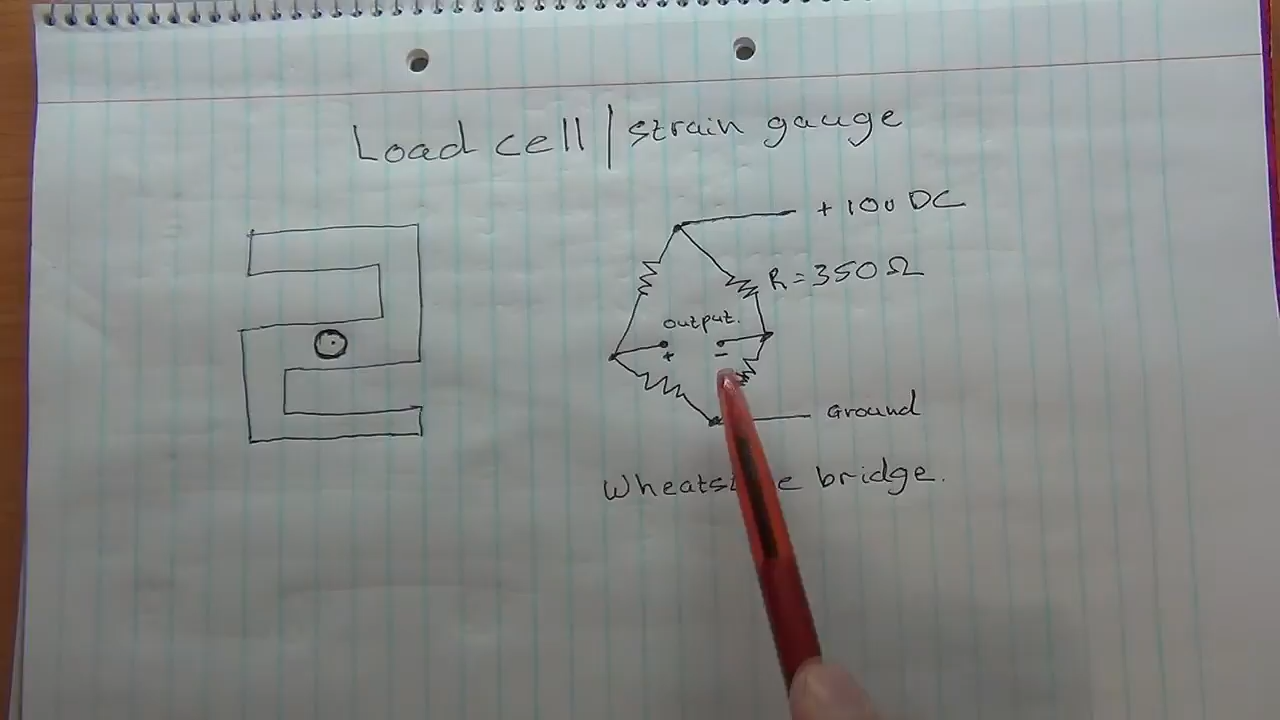 Load cell | strain gauge
+10v DC
R = 350 Ω
output.
+ -
Ground
bridge.